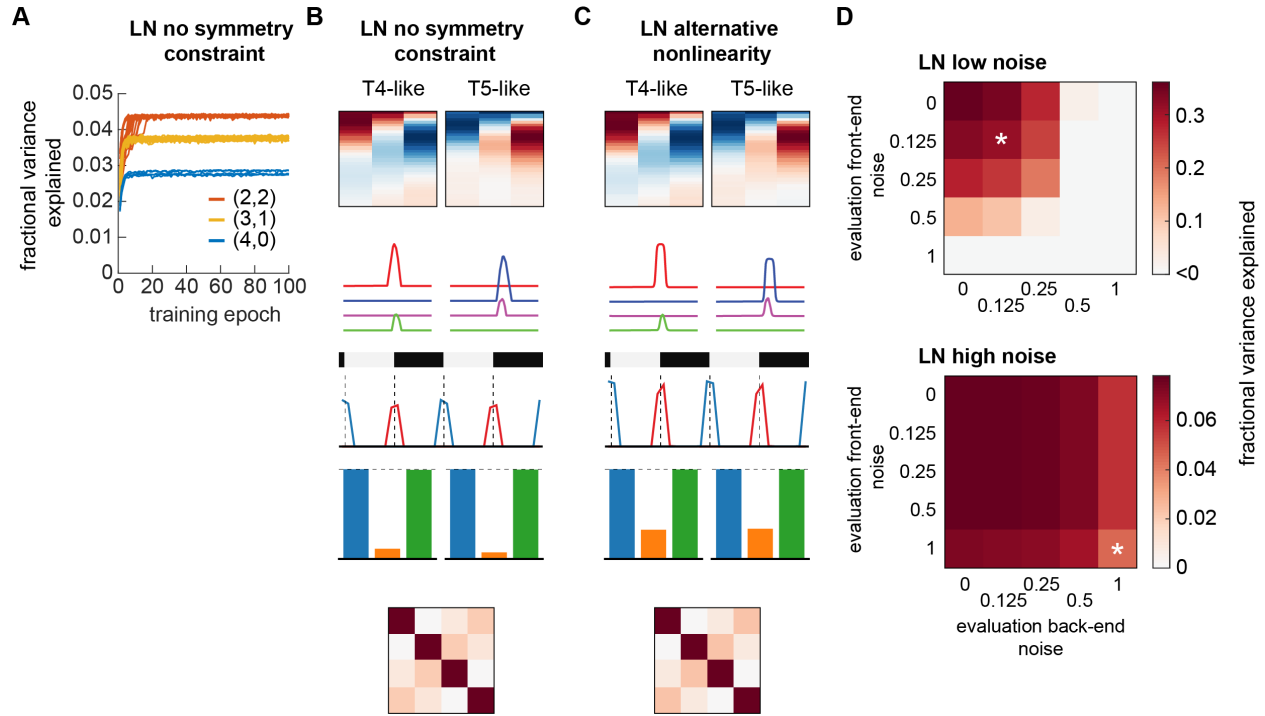 A
LN no symmetry
constraint
fractional variance
explained
0.05
0.04
0.03
0.02
0.01
0
(2,2)
(3,1)
(4,0)
0 20 40 60 80 100
training epoch
B
LN no symmetry
constraint
T4-like T5-like
C
LN alternative
nonlinearity
T4-like T5-like
D
LN low noise
evaluation front-end
noise
0
0.125
0.25
0.5
1
*
0 0.125 0.25 0.5 1
0.3
0.2
0.1
<0
LN high noise
evaluation front-end
noise
0
0.125
0.25
0.5
1
*
0 0.125 0.25 0.5 1
evaluation back-end
noise
0.06
0.04
0.02
0
fractional variance explained